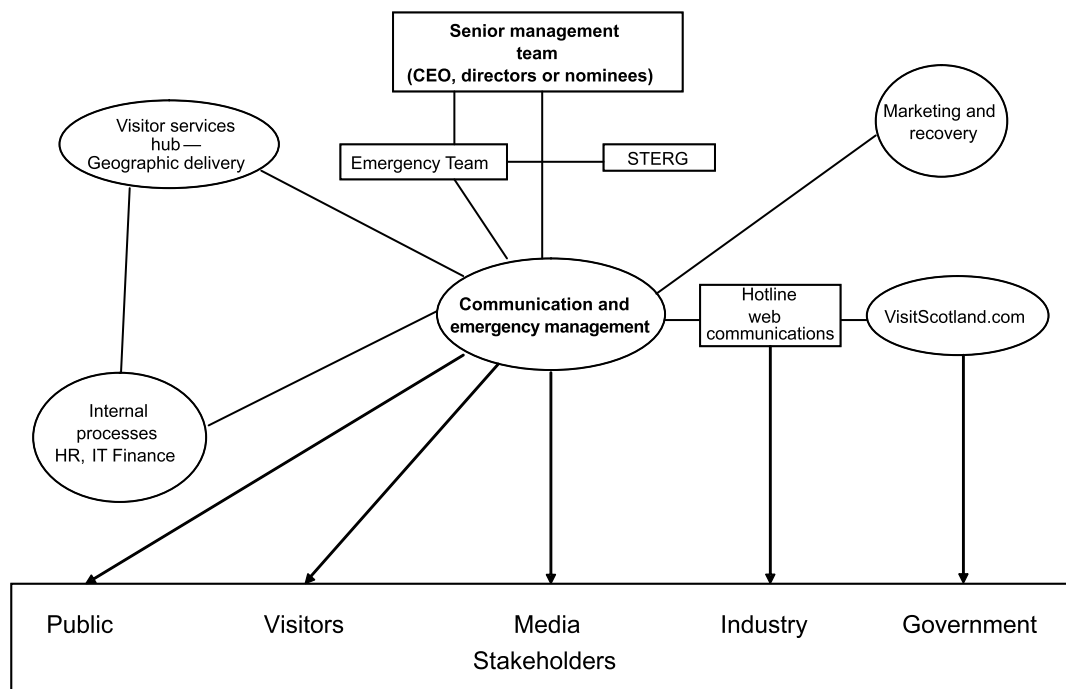 Senior management
team
(CEO, directors or nominees)
Marketing and
recovery
Visitor services
hub—
Geographic delivery
Emergency Team
STERG
Communication and
emergency management
Hotline
web
communications
VisitScotland.com
Internal
processes
HR, IT Finance
Public Visitors Media Industry Government
Stakeholders